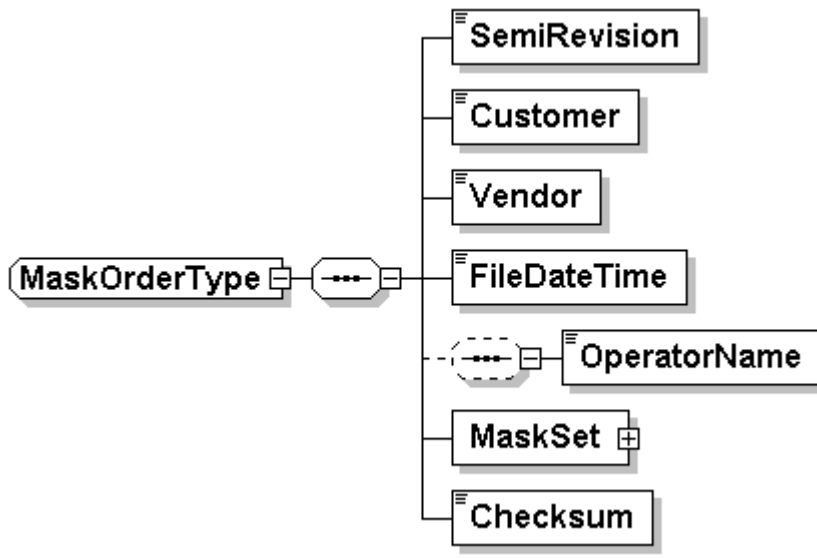 SemiRevision
Customer
Vendor
MaskOrderType
FileDateTime
OperatorName
MaskSet
Checksum